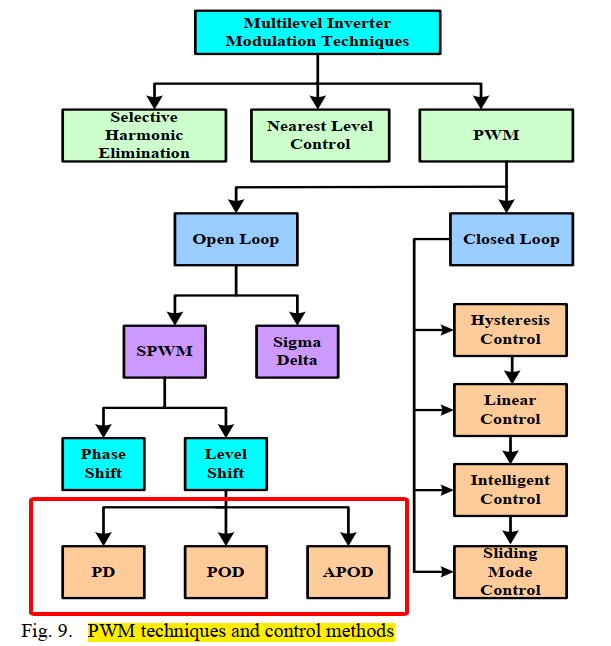 Multilevel Inverter
Modulation Techniques
Selective
Harmonic
Elimination
Nearest Level
Control
PWM
Open Loop
Closed Loop
SPWM
Sigma
Delta
Hysteresis
Control
Linear
Control
Phase
Shift
Level
Shift
Intelligent
Control
PD
POD
APOD
Sliding
Mode
Control
Fig. 9. PWM techniques and control methods